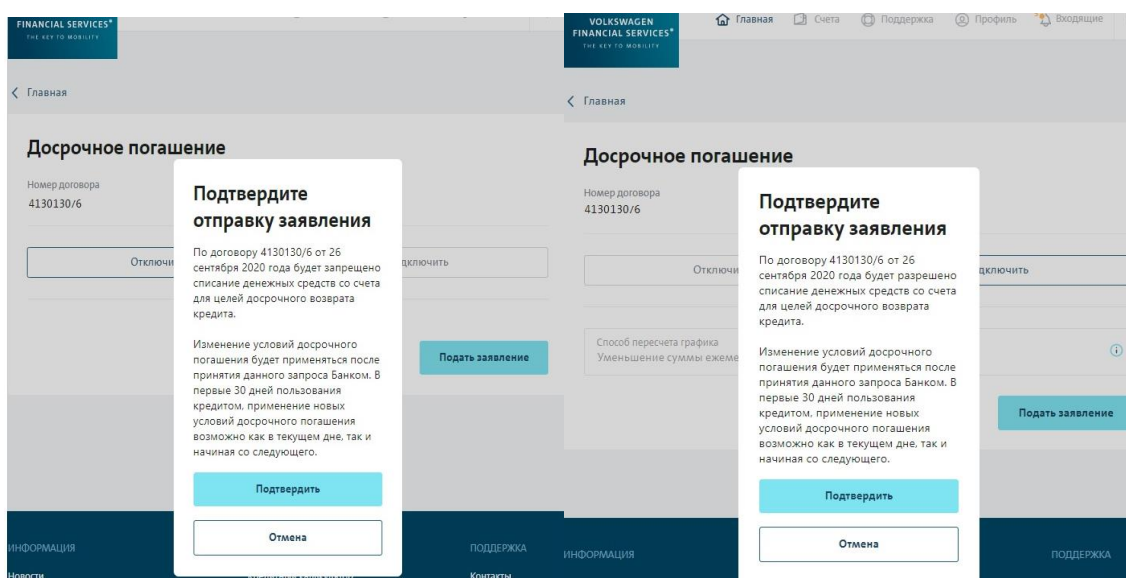 FINANCIAL SERVICES*
THE KEY TO MOBILITY
Главная
Досрочное погашение
Номер договора
4130130/6
Отключи
дключить
Подать заявление
Подтвердите
отправку заявления
По договору 4130130/6 от 26
сентября 2020 года будет запрещено
списание денежных средств со счета
для целей досрочного возврата
кредита.
Изменение условий досрочного
погашения будет применяться после
принятия данного запроса Банком. В
первые 30 дней пользования
кредитом, применение новых
условий досрочного погашения
возможно как в текущем дне, так и
начиная со следующего.
Подтвердить
Отмена
ИНФОРМАЦИЯ
ПОДДЕРЖКА
Новости
Контакты
VOLKSWAGEN
FINANCIAL SERVICES*
THE KEY TO MOBILITY
Главная
Счета
Поддержка
Профиль
Входящие
Главная
Досрочное погашение
Номер договора
4130130/6
Отключи
дключить
Способ пересчета графика
Уменьшение суммы ежеме
Подать заявление
Подтвердите
отправку заявления
По договору 4130130/6 от 26
сентября 2020 года будет разрешено
списание денежных средств со счета
для целей досрочного возврата
кредита.
Изменение условий досрочного
погашения будет применяться после
принятия данного запроса Банком. В
первые 30 дней пользования
кредитом, применение новых
условий досрочного погашения
возможно как в текущем дне, так и
начиная со следующего.
Подтвердить
Отмена
ИНФОРМАЦИЯ
ПОДДЕРЖКА